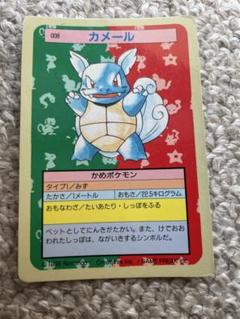 008 カメール
かめポケモン
タイプ1/みず
たかさ/1メートル おもさ/22.5キログラム
おもなわざ/たいあたり・しっぽをふる
ペットとしてにんきがたかい。また、けでおお
われたしっぽは、ながいきするシンボルだ。